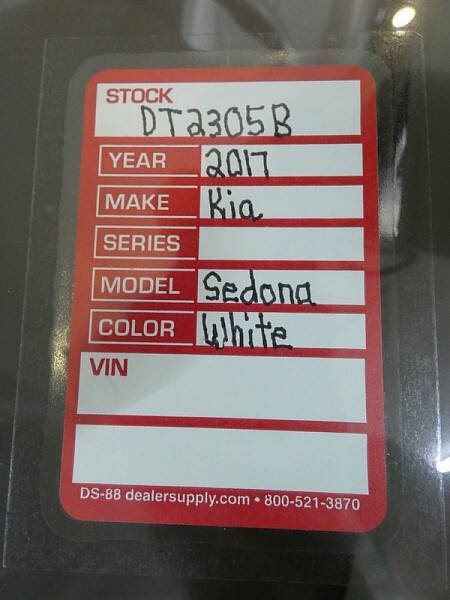 STOCK
DT2305B
YEAR 2017
MAKE Kia
SERIES
MODEL Sedona
COLOR White
VIN
DS-88 dealersupply.com • 800-521-3870